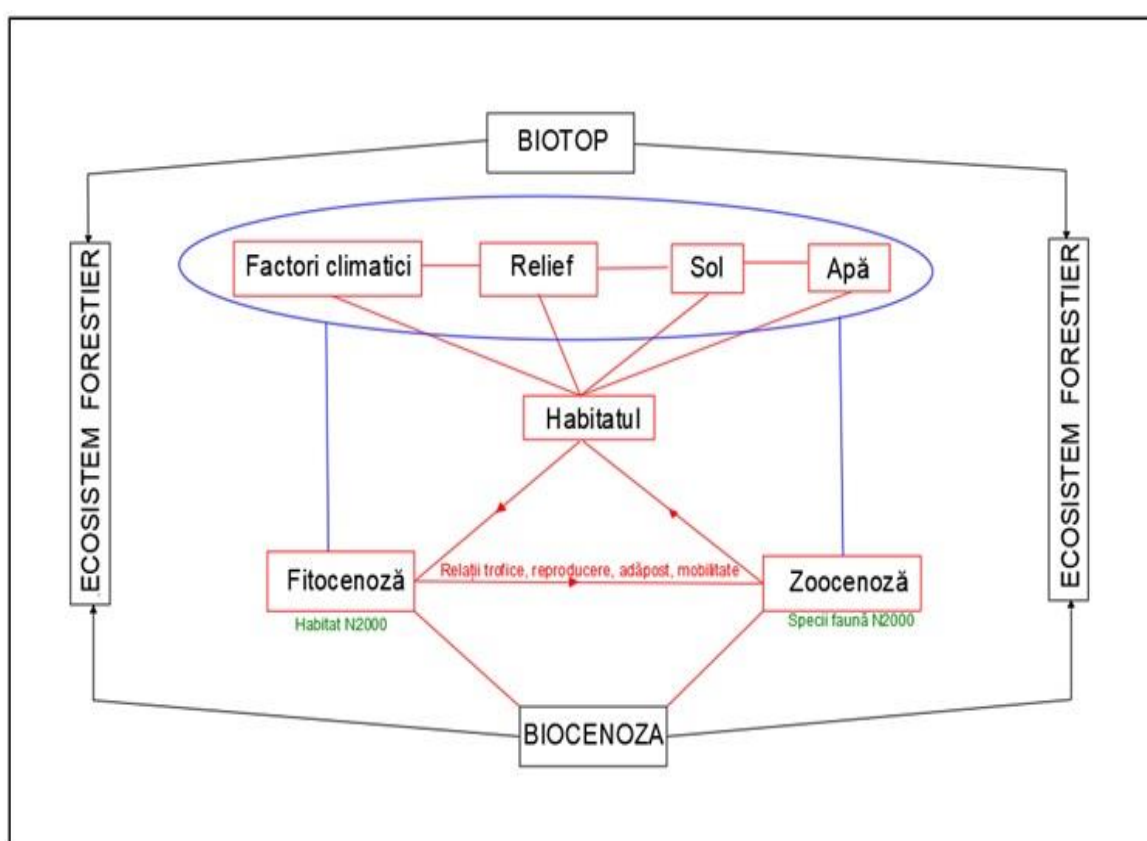 BIOTOP
ECOSISTEM FORESTIER
Factori climatici
Relief
Sol
Apă
ECOSISTEM FORESTIER
Habitatul
Fitocenoză
Relații trofice, reproducere, adăpost, mobilitate
Zoocenoză
Habitat N2000
Specii faună N2000
BIOCENOZA